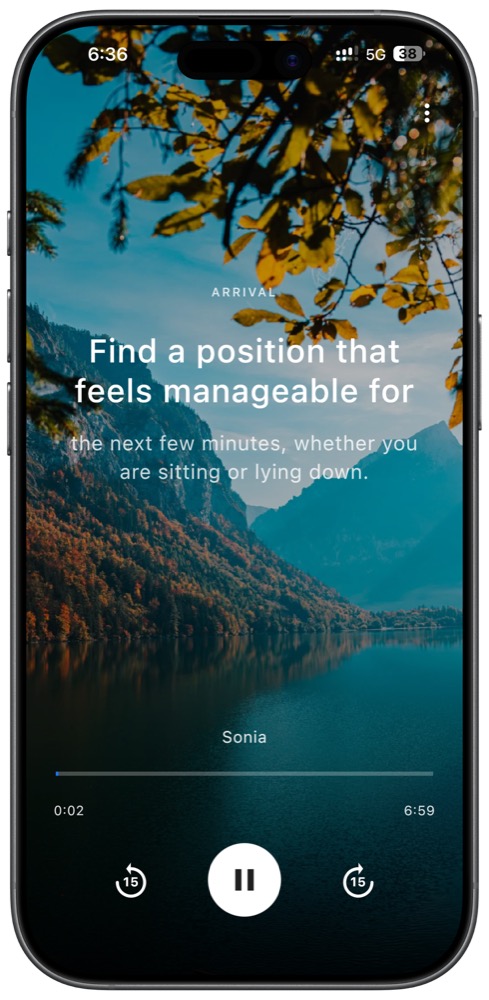 6:36
5G 38
ARRIVAL
Find a position that
feels manageable for
the next few minutes, whether you
are sitting or lying down.
Sonia
0:02 6:59
15 15